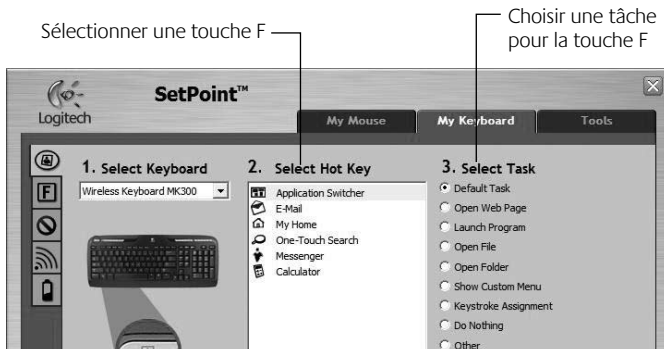 Sélectionner une touche F
Choisir une tâche
pour la touche F
Logitech
SetPoint™
My Mouse
My Keyboard
Tools
1. Select Keyboard
Wireless Keyboard MK300
2. Select Hot Key
Application Switcher
E-Mail
My Home
One-Touch Search
Messenger
Calculator
3. Select Task
Default Task
Open Web Page
Launch Program
Open File
Open Folder
Show Custom Menu
Keystroke Assignment
Do Nothing
Other
F